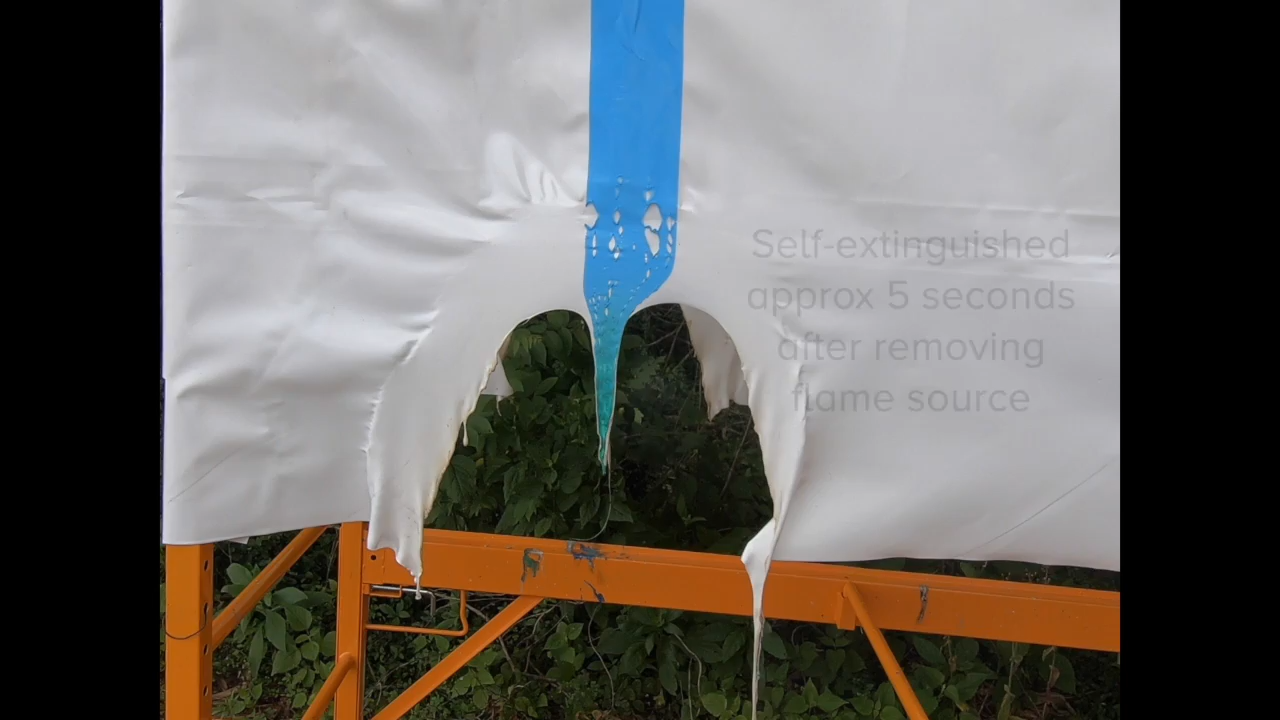 Self-extinguished
approx 5 seconds
after removing
flame source